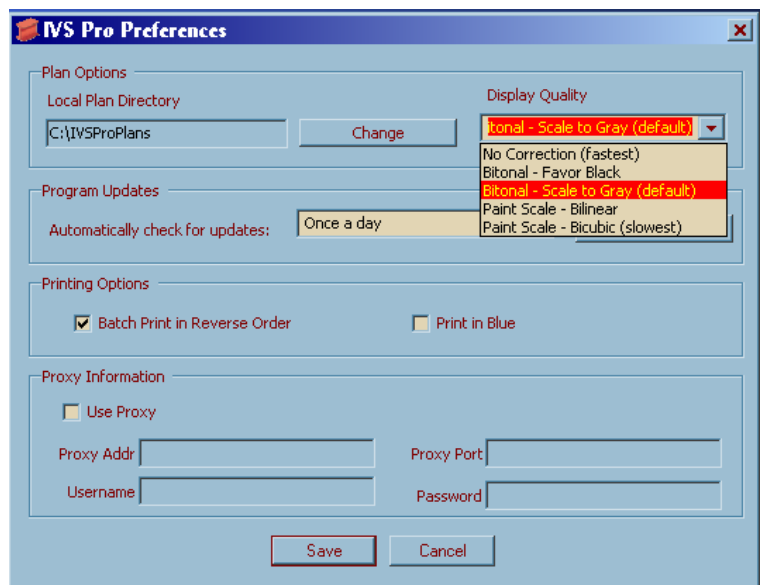 IVS Pro Preferences
Plan Options
Local Plan Directory
Display Quality
C:\IVSProPlans
Change
itonal - Scale to Gray (default)
No Correction (fastest)
Bitonal - Favor Black
Bitonal - Scale to Gray (default)
Paint Scale - Bilinear
Paint Scale - Bicubic (slowest)
Program Updates
Automatically check for updates:
Once a day
Printing Options
Batch Print in Reverse Order
Print in Blue
Proxy Information
Use Proxy
Proxy Addr
Proxy Port
Username
Password
Save
Cancel